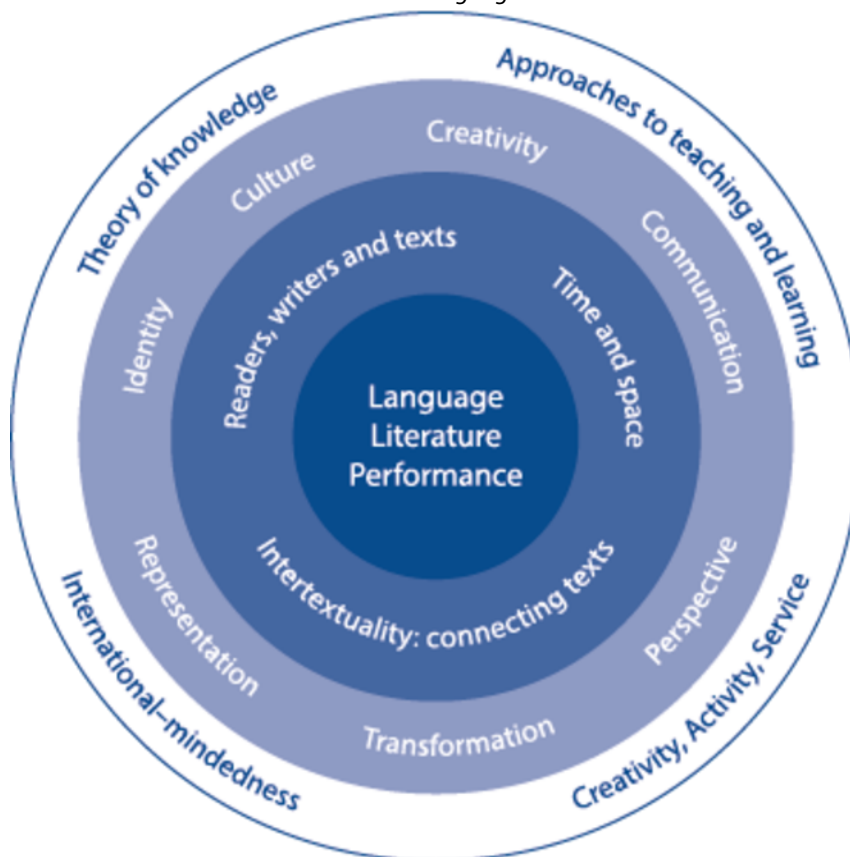 Theory of knowledge
Approaches to teaching and learning
Culture
Creativity
Communication
Identity
Readers, writers and texts
Time and space
Language
Literature
Performance
Intertextuality: connecting texts
Representation
Perspective
Transformation
International–mindedness
Creativity, Activity, Service